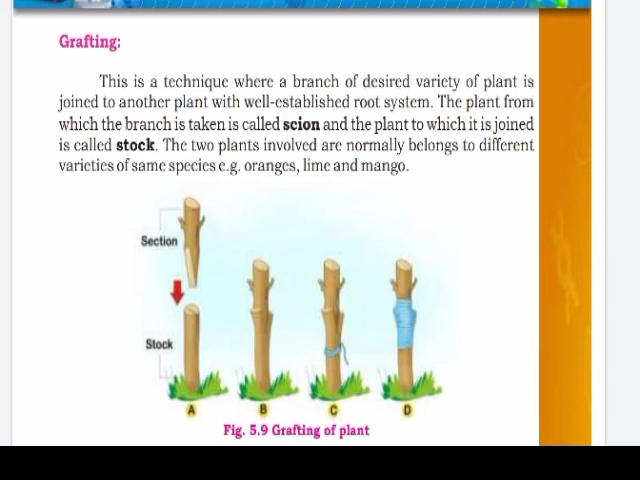 Grafting:
This is a technique where a branch of desired variety of plant is
joined to another plant with well-established root system. The plant from
which the branch is taken is called scion and the plant to which it is joined
is called stock. The two plants involved are normally belongs to different
varieties of same species e.g. oranges, lime and mango.
Section
Stock
A B C D
Fig. 5.9 Grafting of plant